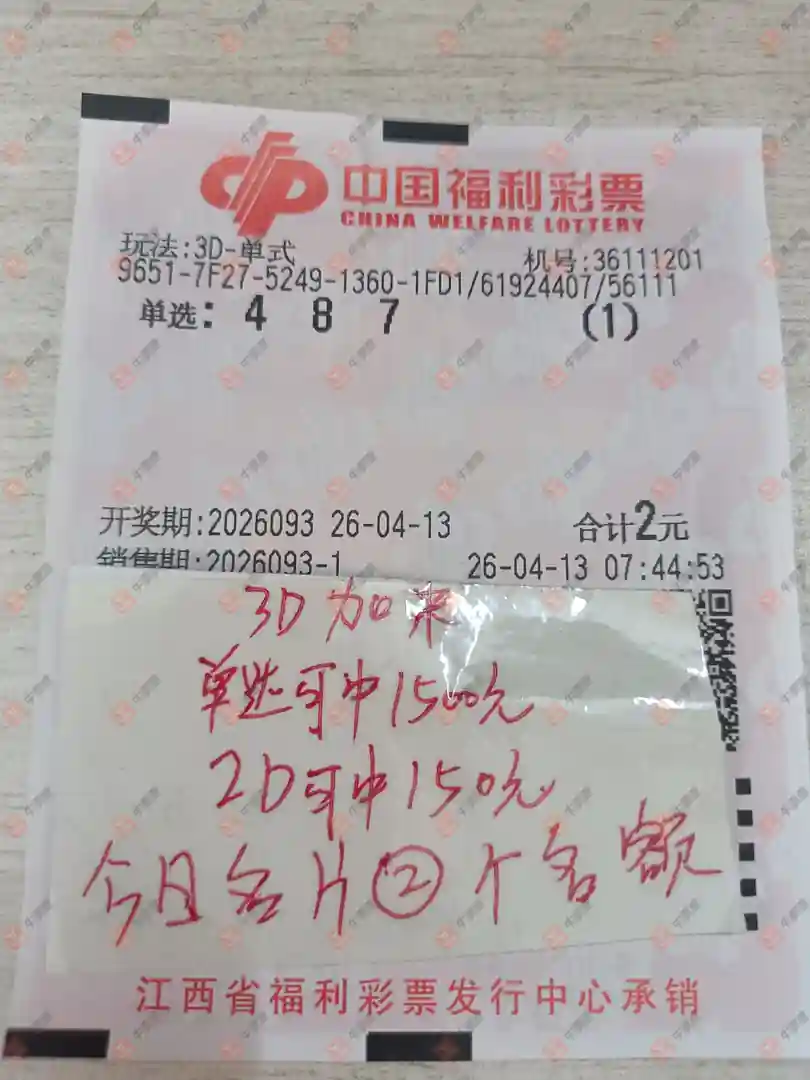 中国福利彩票
CHINA WELFARE LOTTERY
玩法:3D-单式 机号:36111201
9651-7F27-5249-1360-1FD1/61924407/56111
单选: 4 8 7 (1)
开奖期:2026093 26-04-13 合计2元
销售期:2026093-1 26-04-13 07:44:53
3D加来
单选可中1500元
2D可中150元
今日名片②个名额
江西省福利彩票发行中心承销